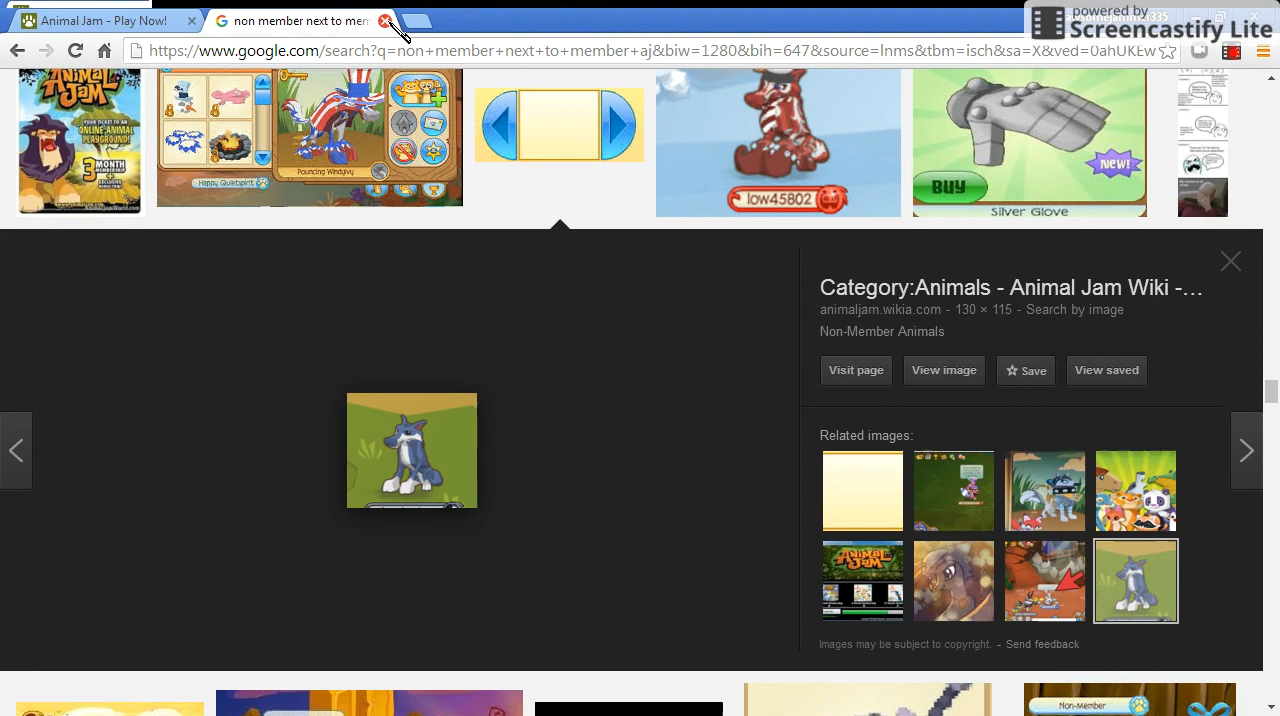 Animal Jam - Play Now!
non member next to mem
powered by
Screencastify Lite
https://www.google.com/search?q=non+member+next+to+member+aj&biw=1280&bih=647&source=lnms&tbm=isch&sa=X&ved=0ahUKEw
ANIMAL JAM
YOUR TICKET TO AN
ONLINE ANIMAL
PLAYGROUND!
3 MONTH
MEMBERSHIP
Happy Quietspirit
Pouncing Windyivy
low45802
NEW!
BUY
Silver Glove
Category:Animals - Animal Jam Wiki -...
animaljam.wikia.com - 130 × 115 - Search by image
Non-Member Animals
Visit page
View image
Save
View saved
Related images:
ANIMAL JAM
Images may be subject to copyright. - Send feedback
Non-Member